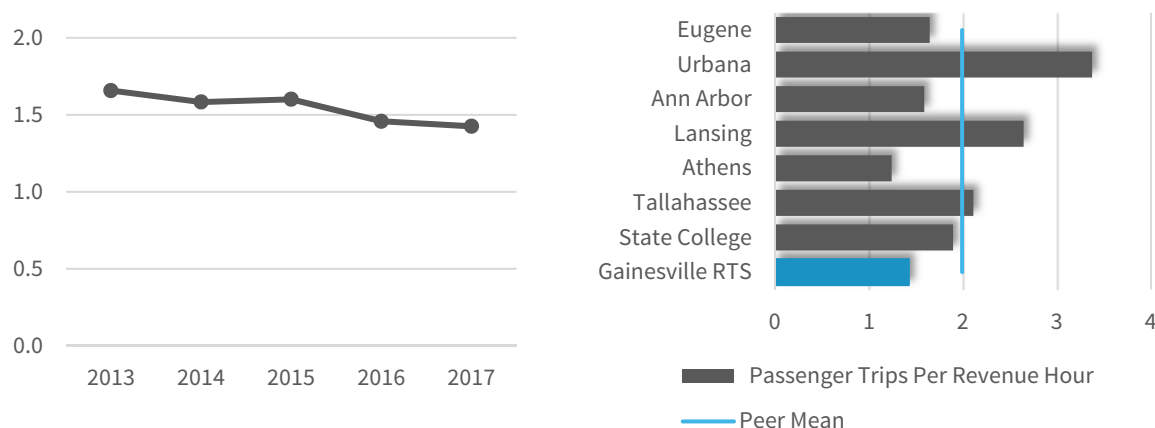 2.0
1.5
1.0
0.5
0.0
2013 2014 2015 2016 2017
Eugene
Urbana
Ann Arbor
Lansing
Athens
Tallahassee
State College
Gainesville RTS
0 1 2 3 4
Passenger Trips Per Revenue Hour
Peer Mean